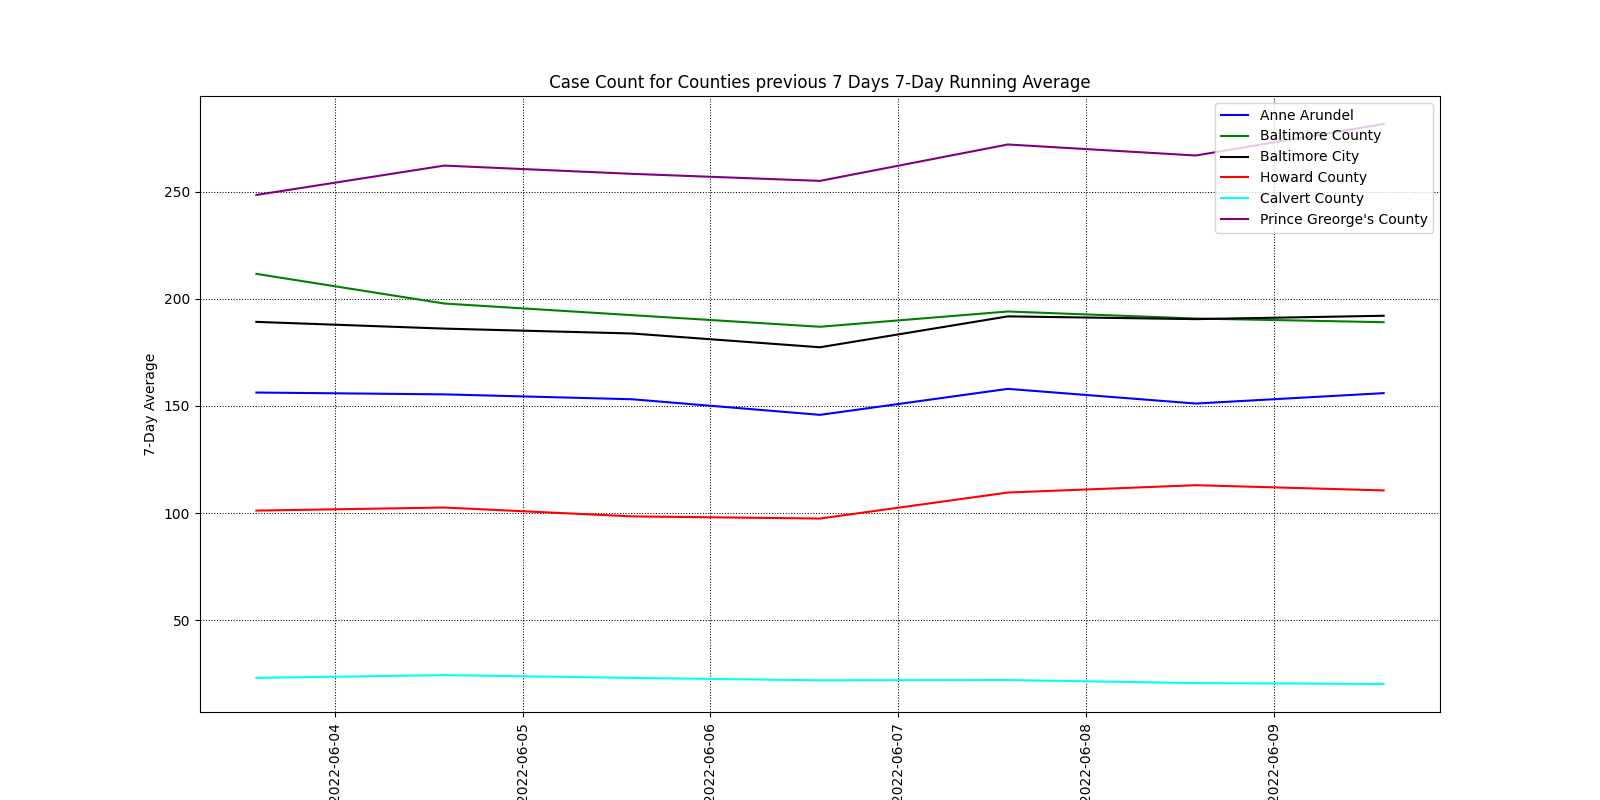 Case Count for Counties previous 7 Days 7-Day Running Average
Anne Arundel
Baltimore County
Baltimore City
Howard County
Calvert County
Prince Greorge's County
250
200
150
100
50
7-Day Average
2022-06-04
2022-06-05
2022-06-06
2022-06-07
2022-06-08
2022-06-09